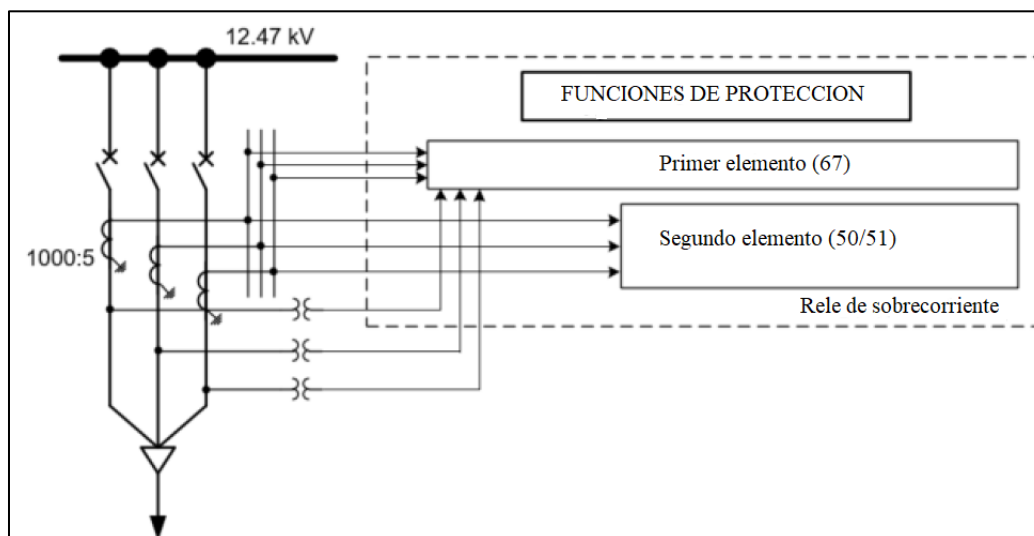 12.47 kV
FUNCIONES DE PROTECCION
Primer elemento (67)
Segundo elemento (50/51)
1000:5
Rele de sobrecorriente